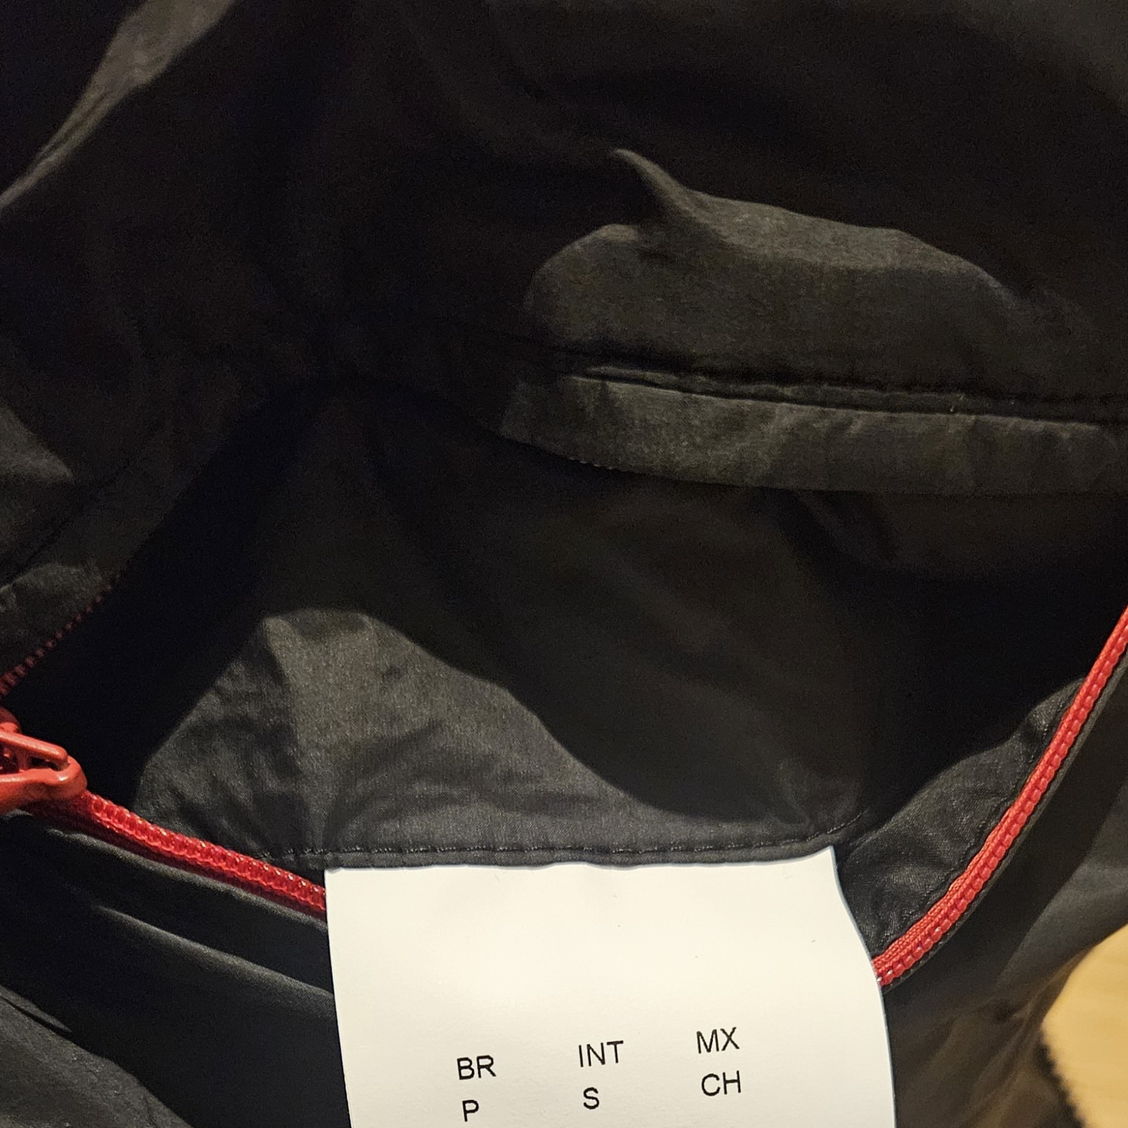 BR INT MX
P S CH